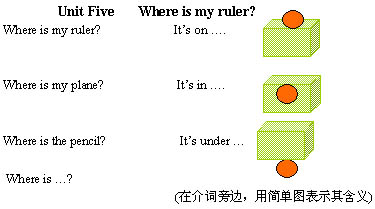 Unit Five Where is my ruler?
Where is my ruler? It's on ….
Where is my plane? It's in ….
Where is the pencil? It's under …
Where is …?
(在介词旁边，用简单图表示其含义)